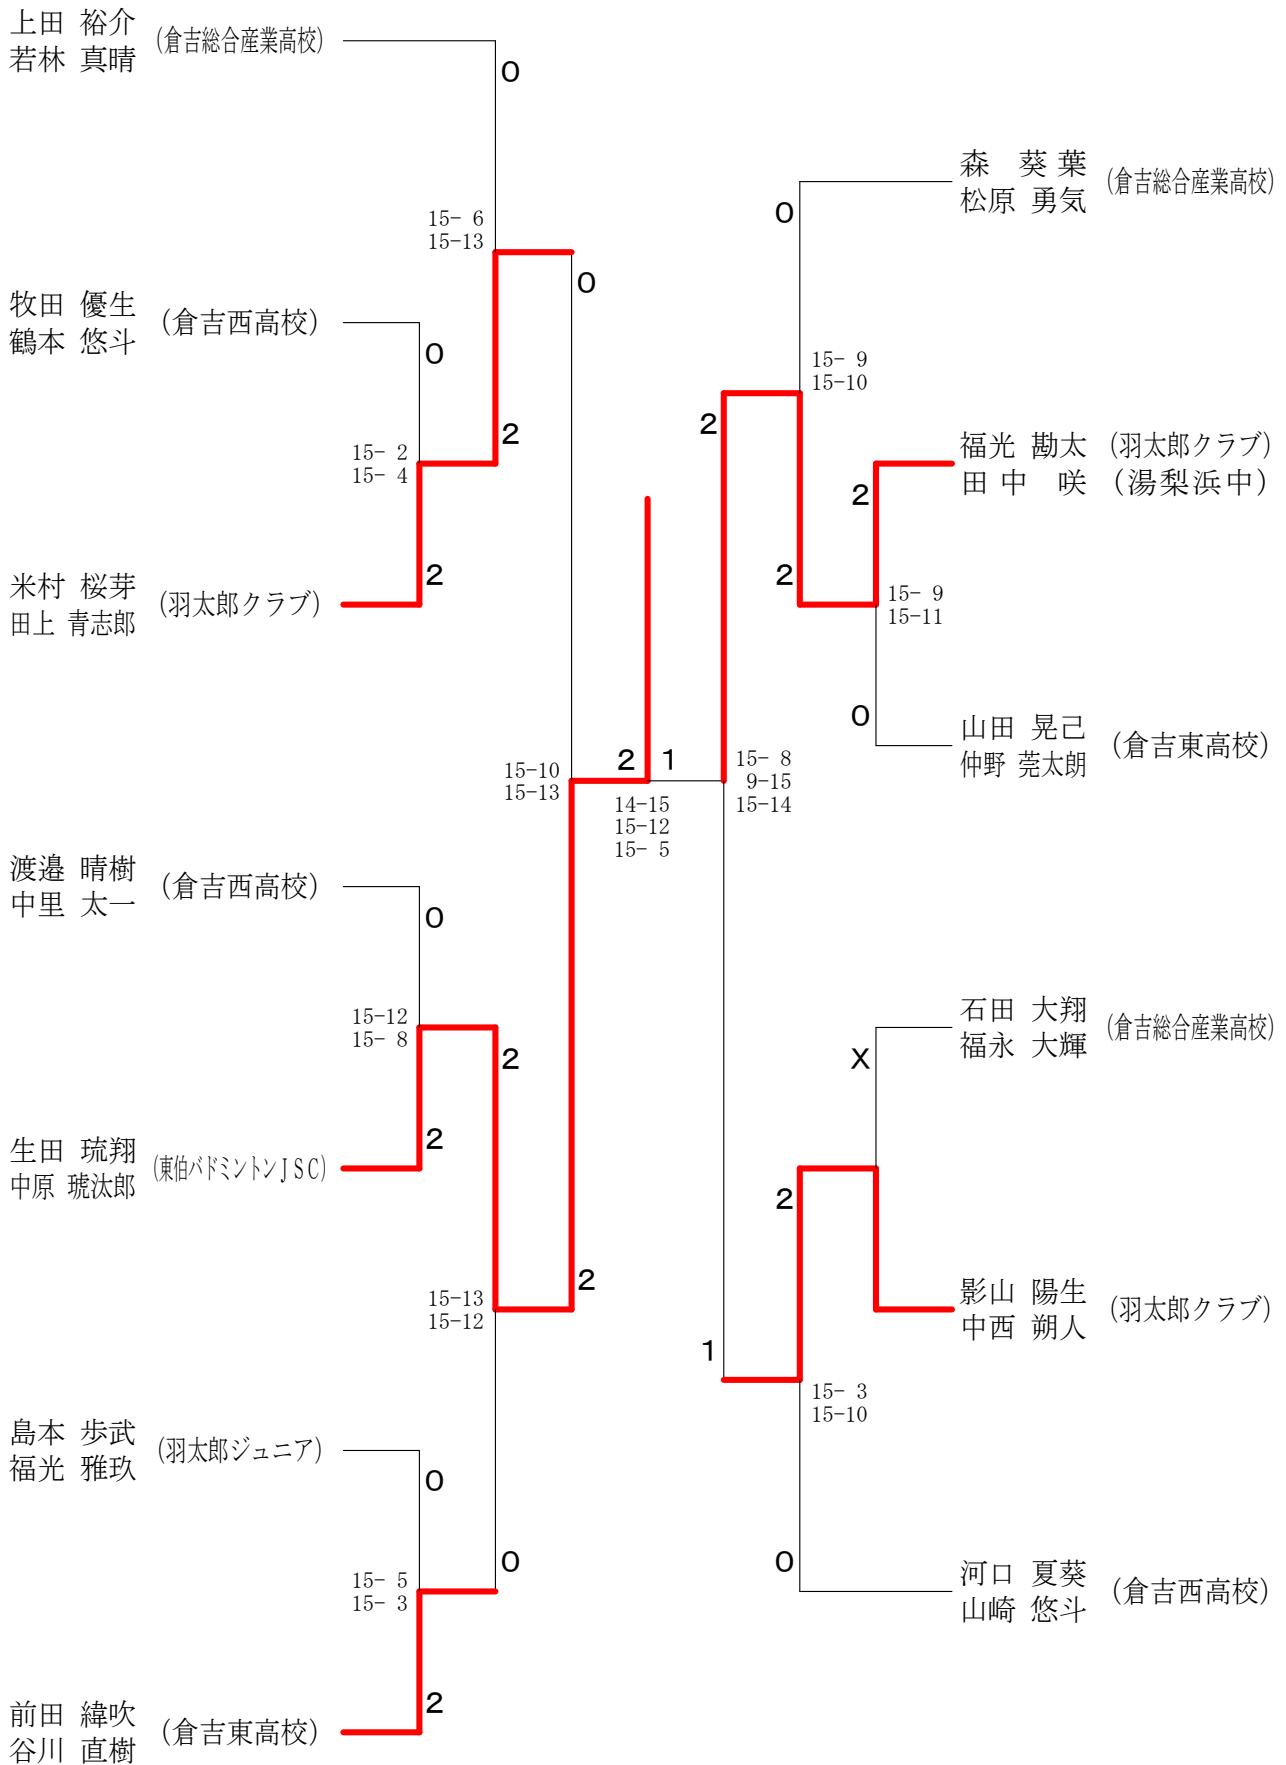 上田 裕介
若林 真晴
(倉吉総合産業高校)
0
15- 6
15-13
0
牧田 優生
鶴本 悠斗
(倉吉西高校)
0
2
15- 2
15- 4
2
米村 桜芽
田上 青志郎
(羽太郎クラブ)
15-10
15-13
2
1
14-15
15-12
15- 5
渡邉 晴樹
中里 太一
(倉吉西高校)
0
15-12
15- 8
2
2
生田 琉翔
中原 琥汰郎
(東伯バドミントンJSC)
2
15-13
15-12
島本 歩武
福光 雅玖
(羽太郎ジュニア)
0
0
15- 5
15- 3
2
前田 緯吹
谷川 直樹
(倉吉東高校)
森 葵葉
松原 勇気
(倉吉総合産業高校)
0
15- 9
15-10
2
福光 勘太 (羽太郎クラブ)
田中 咲 (湯梨浜中)
2
2
15- 9
15-11
0
山田 晃己
仲野 莞太朗
(倉吉東高校)
15- 8
9-15
15-14
石田 大翔
福永 大輝
(倉吉総合産業高校)
X
2
影山 陽生
中西 朔人
(羽太郎クラブ)
1
15- 3
15-10
0
河口 夏葵
山崎 悠斗
(倉吉西高校)